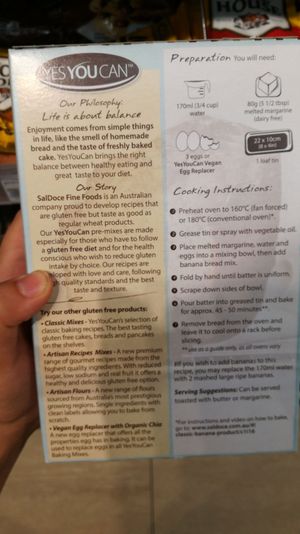 HOUSE
YESYOUCAN™
Our Philosophy:
Life is about balance
Enjoyment comes from simple things
in life, like the smell of homemade
bread and the taste of freshly baked
cake. YesYouCan brings the right
balance between healthy eating and
great taste to your diet.
Our Story
SalDoce Fine Foods is an Australian
company proud to develop recipes that
are gluten free but taste as good as
regular wheat products.
Our YesYouCan pre-mixes are made
especially for those who have to follow
a gluten free diet and for the health
conscious who wish to reduce gluten
intake by choice. Our recipes are
loped with love and care, following
quality standards and the best
taste and texture.
Try our other gluten free products:
• Classic Mixes - YesYouCan's selection of
classic baking recipes. The best tasting
gluten free cakes, breads and pancakes
on the shelves.
• Artisan Recipes Mixes - A new premium
range of gourmet recipes made from the
highest quality ingredients. With reduced
sugar, low sodium and real fruit it offers a
healthy and delicious gluten free option.
• Artisan Flours - A new range of flours
sourced from Australia's most prestigious
growing regions. Single ingredients with
clean labels allowing you to bake from
scratch.
• Vegan Egg Replacer with Organic Chia
A new egg replacer that offers all the
properties egg has in baking. It can be
used to replace eggs in all YesYouCan
Baking Mixes.
Preparation You will need:
170ml (3/4 cup)
water
80g (5 1/2 tbsp)
melted margarine
(dairy free)
3 eggs or
YesYouCan Vegan
Egg Replacer
22 x 10cm
(8 x 4in)
1 loaf tin
Cooking Instructions:
Preheat oven to 160°C (fan forced)
or 180°C (conventional oven)*.
Grease tin or spray with vegetable oil.
Place melted margarine, water and
eggs into a mixing bowl, then add
banana bread mix.
Fold by hand until batter is uniform.
Scrape down sides of bowl.
Pour batter into greased tin and bake
for approx. 45 - 50 minutes**.
Remove bread from the oven and
leave it to cool onto a rack before
slicing.
**use as a guide only, as all ovens vary
If you wish to add bananas to this
recipe, you may replace the 170ml water
with 2 mashed large ripe bananas.
Serving Suggestions: Can be served
toasted with butter or margarine.
*For instructions and video on how to bake,
go to: www.saldoce.com.au/#!
classic-banana-product/c1l16